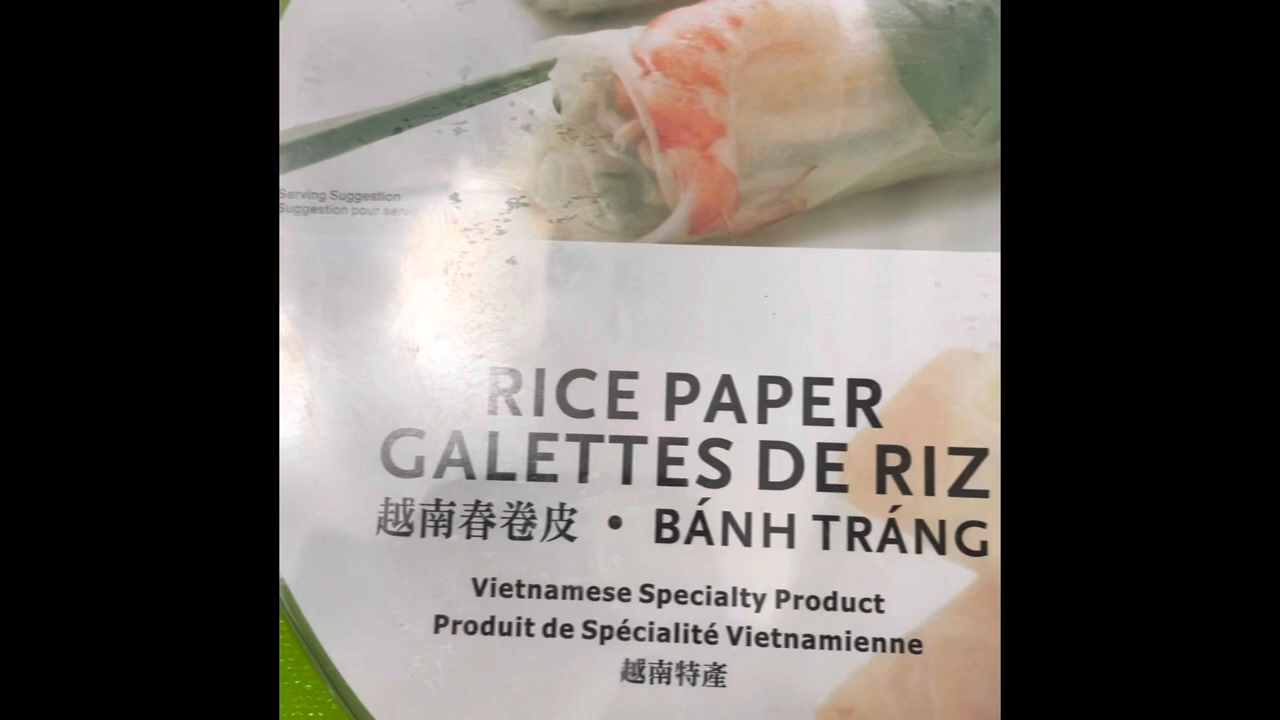 Serving Suggestion
Suggestion pour
RICE PAPER
GALETTES DE RIZ
越南春卷皮 • BÁNH TRÁNG
Vietnamese Specialty Product
Produit de Spécialité Vietnamienne
越南特產